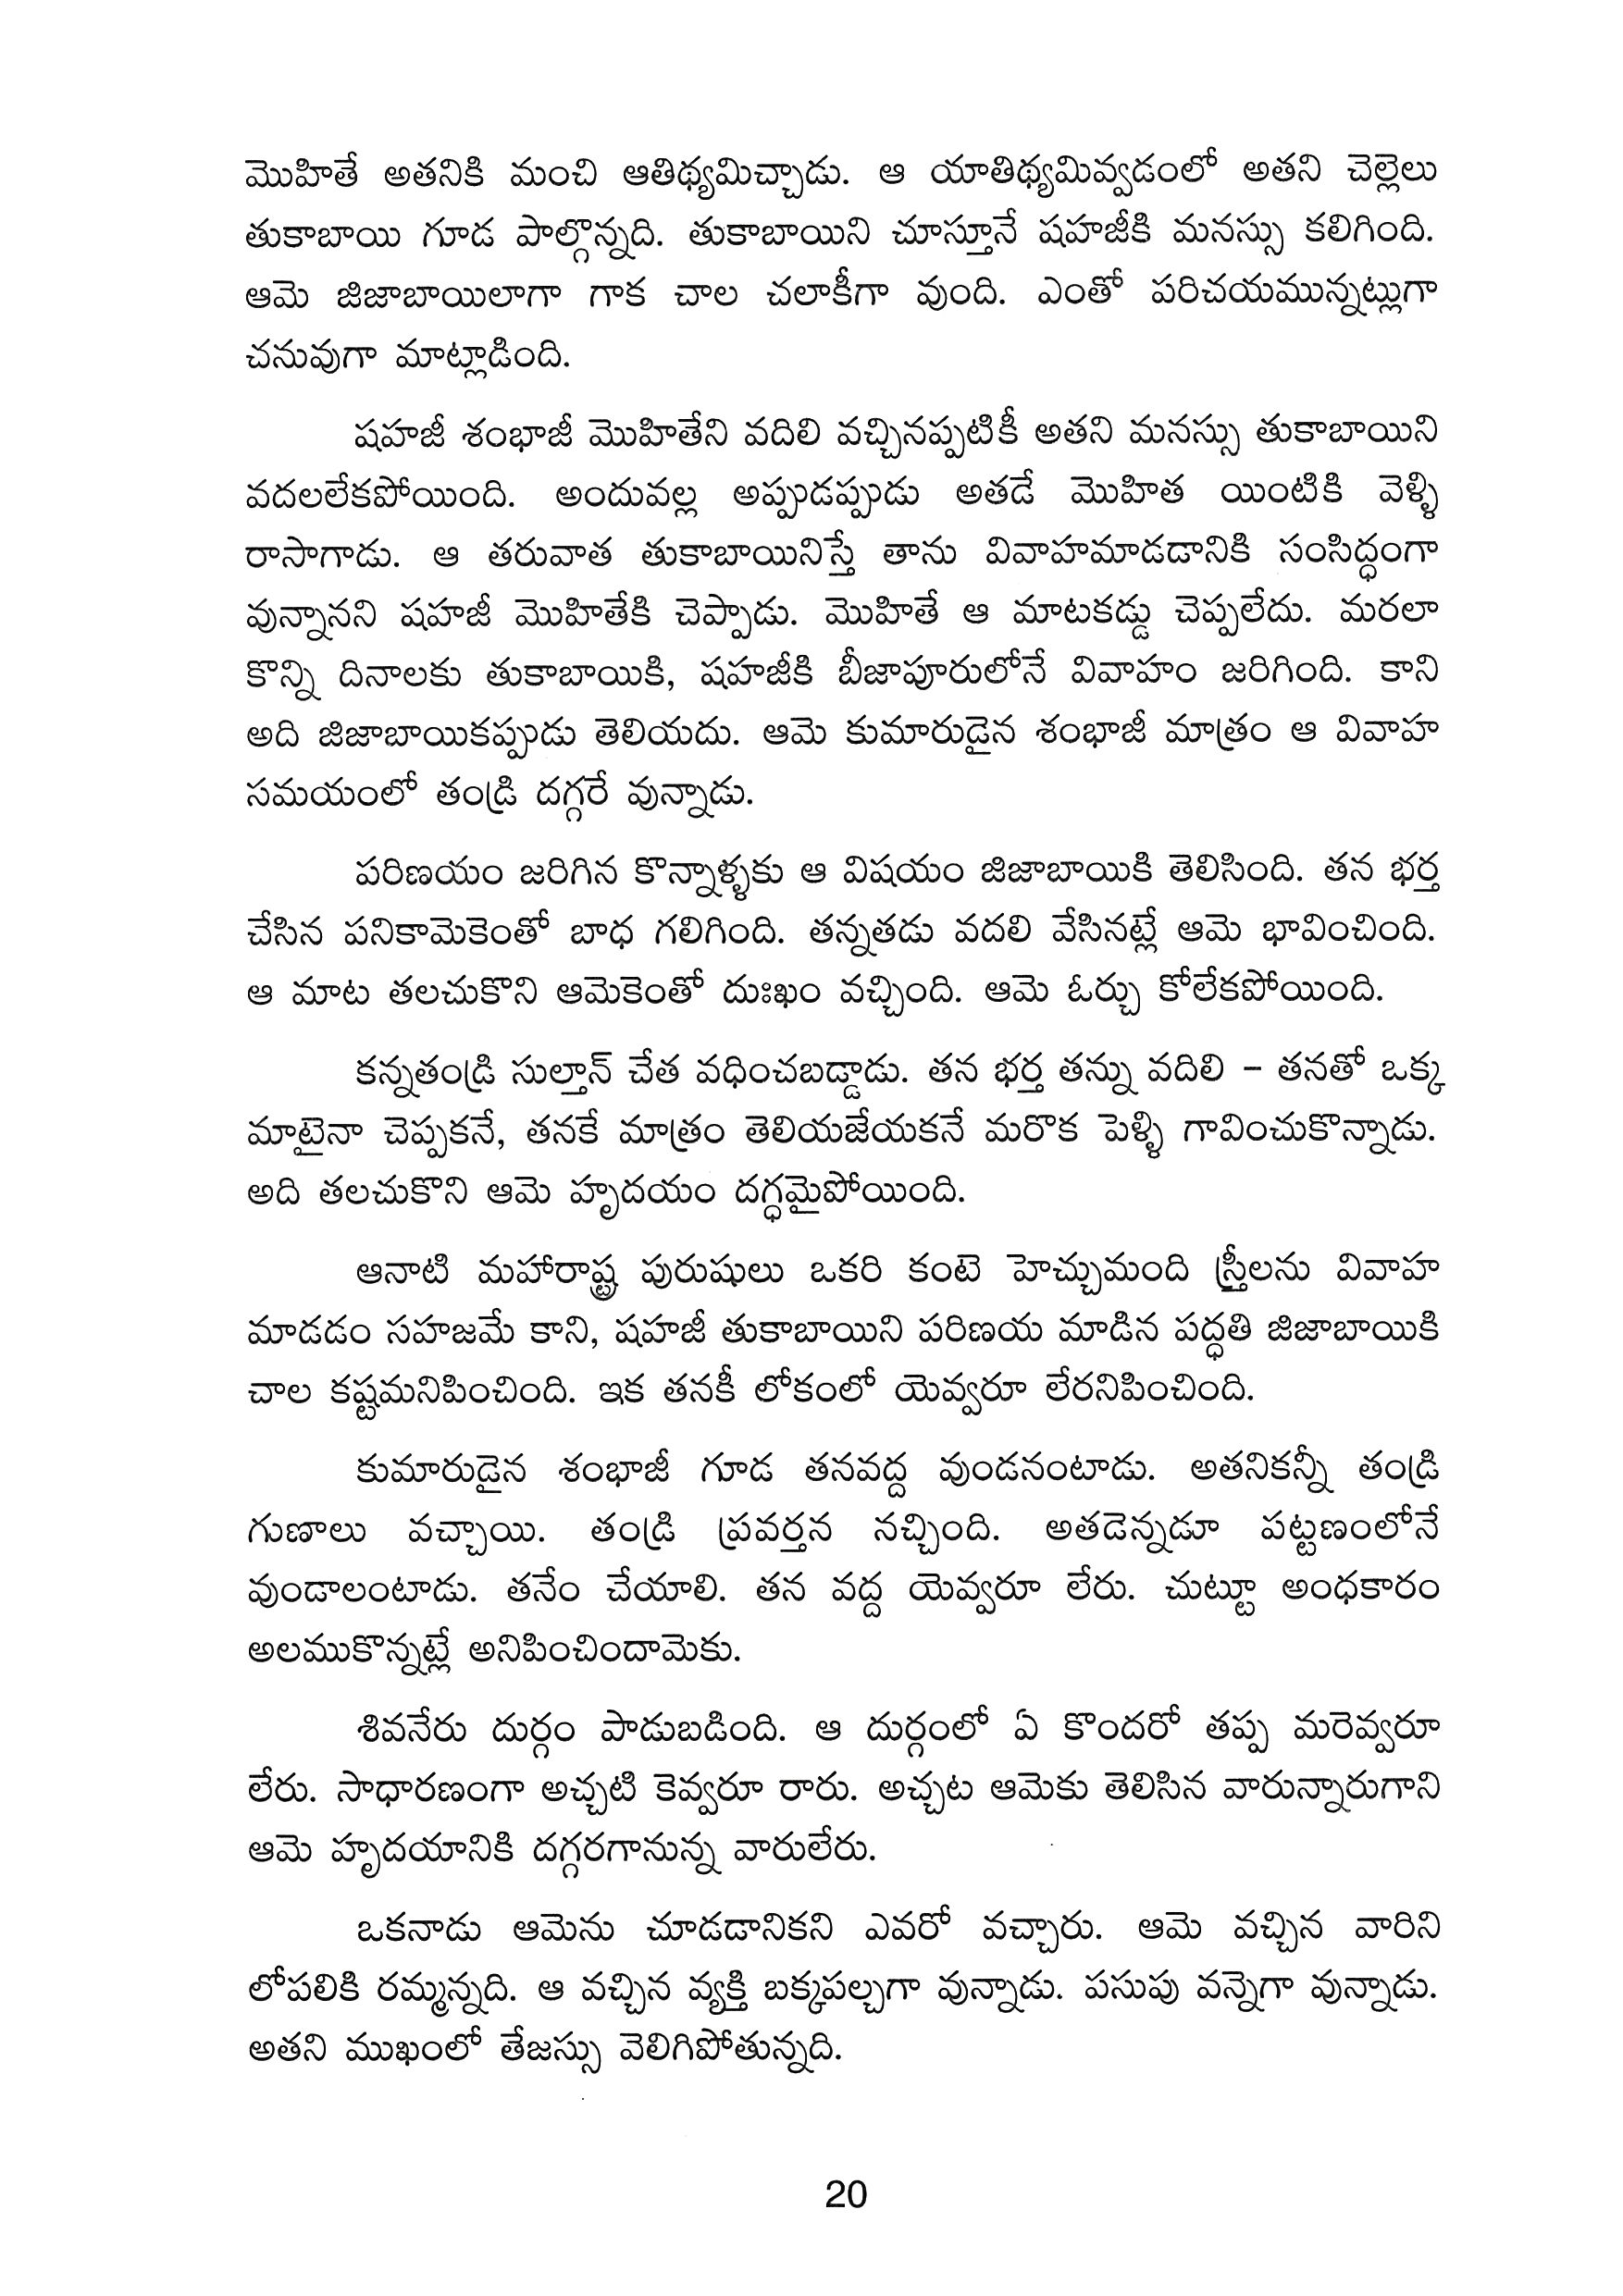 మొహితే అతనికి మంచి ఆతిథ్యమిచ్చాడు. ఆ యాతిథ్యమివ్వడంలో అతని చెల్లెలు
తుకాబాయి గూడ పాల్గొన్నది. తుకాబాయిని చూస్తూనే షహజీకి మనస్సు కలిగింది.
ఆమె జిజాబాయిలాగా గాక చాల చలాకీగా వుంది. ఎంతో పరిచయమున్నట్లుగా
చనువుగా మాట్లాడింది.
షహజీ శంభాజీ మొహితేని వదిలి వచ్చినప్పటికీ అతని మనస్సు తుకాబాయిని
వదలలేకపోయింది. అందువల్ల అప్పుడప్పుడు అతడే మొహిత యింటికి వెళ్ళి
రాసాగాడు. ఆ తరువాత తుకాబాయినిస్తే తాను వివాహమాడడానికి సంసిద్ధంగా
వున్నానని షహజీ మొహితేకి చెప్పాడు. మొహితే ఆ మాటకడ్డు చెప్పలేదు. మరలా
కొన్ని దినాలకు తుకాబాయికి, షహజీకి బీజాపూరులోనే వివాహం జరిగింది. కాని
అది జిజాబాయికప్పుడు తెలియదు. ఆమె కుమారుడైన శంభాజీ మాత్రం ఆ వివాహ
సమయంలో తండ్రి దగ్గరే వున్నాడు.
పరిణయం జరిగిన కొన్నాళ్ళకు ఆ విషయం జిజాబాయికి తెలిసింది. తన భర్త
చేసిన పనికామెకెంతో బాధ గలిగింది. తన్నతడు వదలి వేసినట్లే ఆమె భావించింది.
ఆ మాట తలచుకొని ఆమెకెంతో దుఃఖం వచ్చింది. ఆమె ఓర్చు కోలేకపోయింది.
కన్నతండ్రి సుల్తాన్ చేత వధించబడ్డాడు. తన భర్త తన్ను వదిలి – తనతో ఒక్క
మాటైనా చెప్పకనే, తనకే మాత్రం తెలియజేయకనే మరొక పెళ్ళి గావించుకొన్నాడు.
అది తలచుకొని ఆమె హృదయం దగ్ధమైపోయింది.
ఆనాటి మహారాష్ట్ర పురుషులు ఒకరి కంటె హెచ్చుమంది స్త్రీలను వివాహ
మాడడం సహజమే కాని, షహజీ తుకాబాయిని పరిణయ మాడిన పద్ధతి జిజాబాయికి
చాల కష్టమనిపించింది. ఇక తనకీ లోకంలో యెవ్వరూ లేరనిపించింది.
కుమారుడైన శంభాజీ గూడ తనవద్ద వుండనంటాడు. అతనికన్నీ తండ్రి
గుణాలు వచ్చాయి. తండ్రి ప్రవర్తన నచ్చింది. అతడెన్నడూ పట్టణంలోనే
వుండాలంటాడు. తనేం చేయాలి. తన వద్ద యెవ్వరూ లేరు. చుట్టూ అంధకారం
అలముకొన్నట్లే అనిపించిందామెకు.
శివనేరు దుర్గం పాడుబడింది. ఆ దుర్గంలో ఏ కొందరో తప్ప మరెవ్వరూ
లేరు. సాధారణంగా అచ్చటి కెవ్వరూ రారు. అచ్చట ఆమెకు తెలిసిన వారున్నారుగాని
ఆమె హృదయానికి దగ్గరగానున్న వారులేరు.
ఒకనాడు ఆమెను చూడడానికని ఎవరో వచ్చారు. ఆమె వచ్చిన వారిని
లోపలికి రమ్మన్నది. ఆ వచ్చిన వ్యక్తి బక్కపల్చగా వున్నాడు. పసుపు వన్నెగా వున్నాడు.
అతని ముఖంలో తేజస్సు వెలిగిపోతున్నది.
20